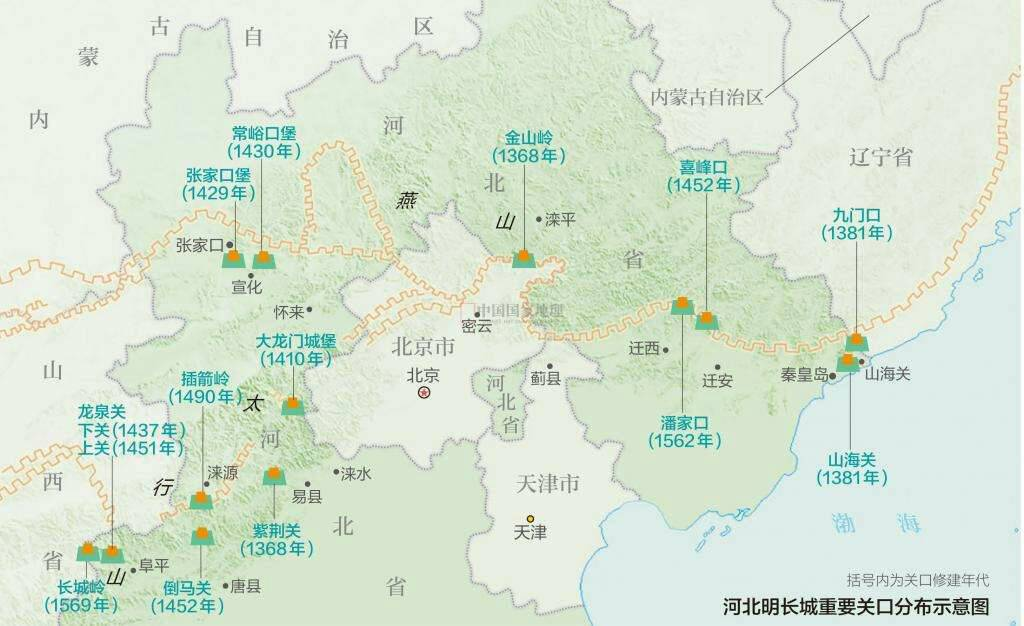 内蒙古自治区
常峪口堡
(1430年)
张家口堡
(1429年)
金山岭
(1368年)
喜峰口
(1452年)
内蒙古自治区
辽宁省
九门口
(1381年)
河北省
燕山
滦平
张家口
宣化
怀来
中国国家地理
密云
大龙门城堡
(1410年)
北京市
北京
蓟县
河北省
迁西
迁安
秦皇岛
山海关
插箭岭
(1490年)
龙泉关
下关(1437年)
上关(1451年)
太行山
潘家口
(1562年)
山海关
(1381年)
山西省
涞源
涞水
易县
紫荆关
(1368年)
天津市
天津
渤海
河北省
阜平
长城岭
(1569年)
倒马关
(1452年)
唐县
括号内为关口修建年代
河北明长城重要关口分布示意图